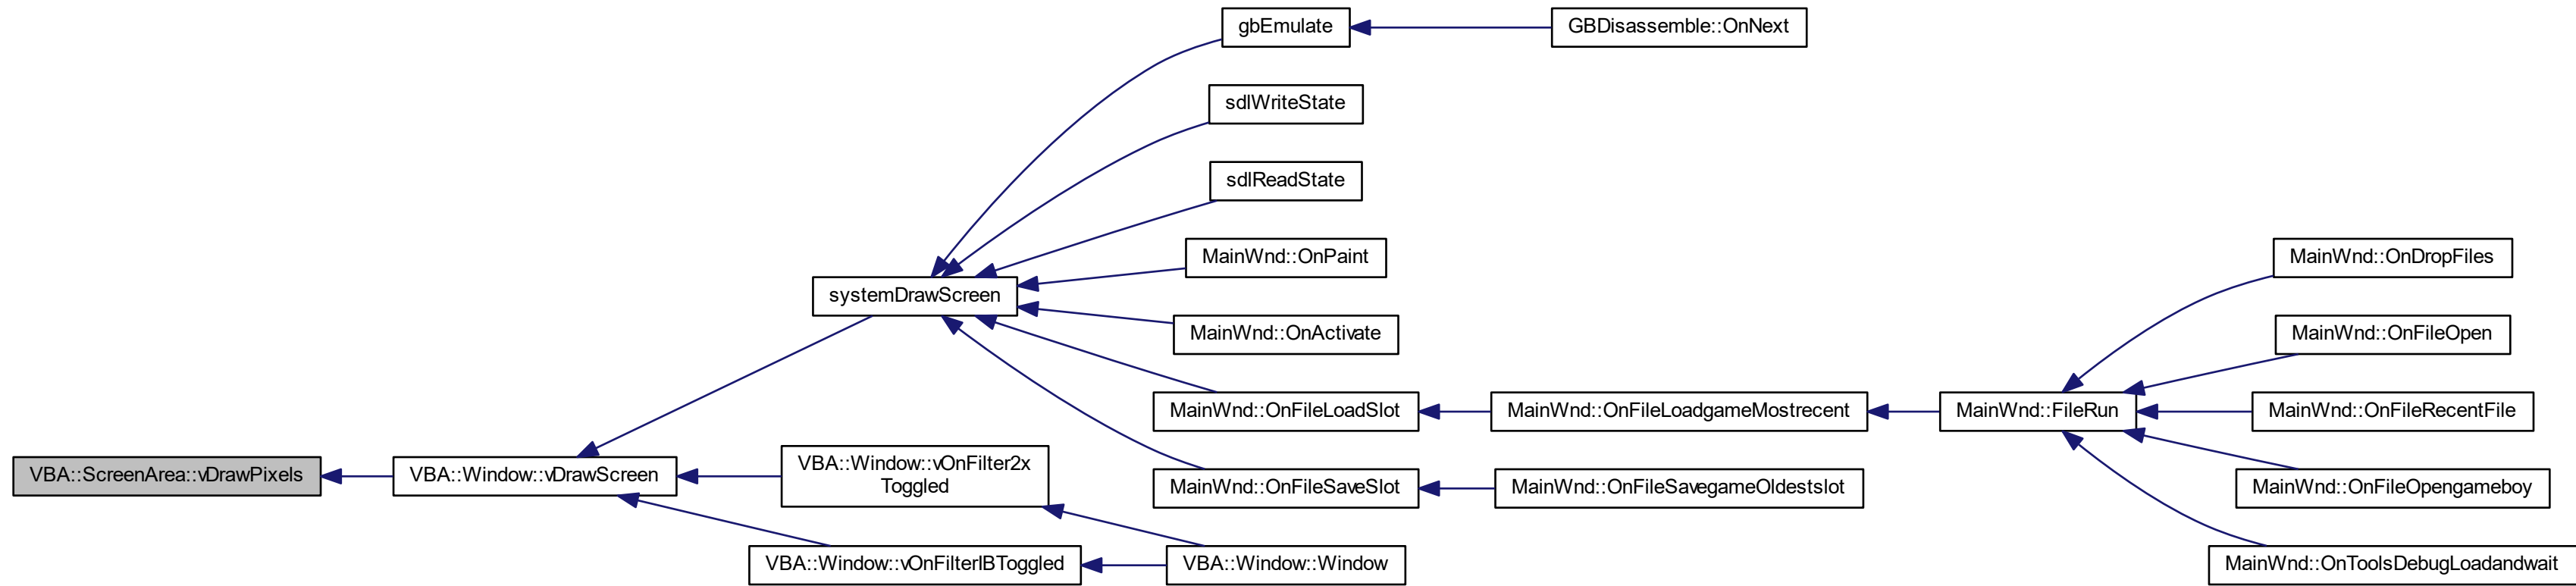 gbEmulate
GBDisassemble::OnNext
sdlWriteState
sdlReadState
MainWnd::OnPaint
MainWnd::OnDropFiles
systemDrawScreen
MainWnd::OnActivate
MainWnd::OnFileOpen
MainWnd::OnFileLoadSlot
MainWnd::OnFileLoadgameMostrecent
MainWnd::FileRun
MainWnd::OnFileRecentFile
VBA::ScreenArea::vDrawPixels
VBA::Window::vDrawScreen
VBA::Window::vOnFilter2x
Toggled
MainWnd::OnFileSaveSlot
MainWnd::OnFileSavegameOldestslot
MainWnd::OnFileOpengameboy
VBA::Window::vOnFilterIBToggled
VBA::Window::Window
MainWnd::OnToolsDebugLoadandwait